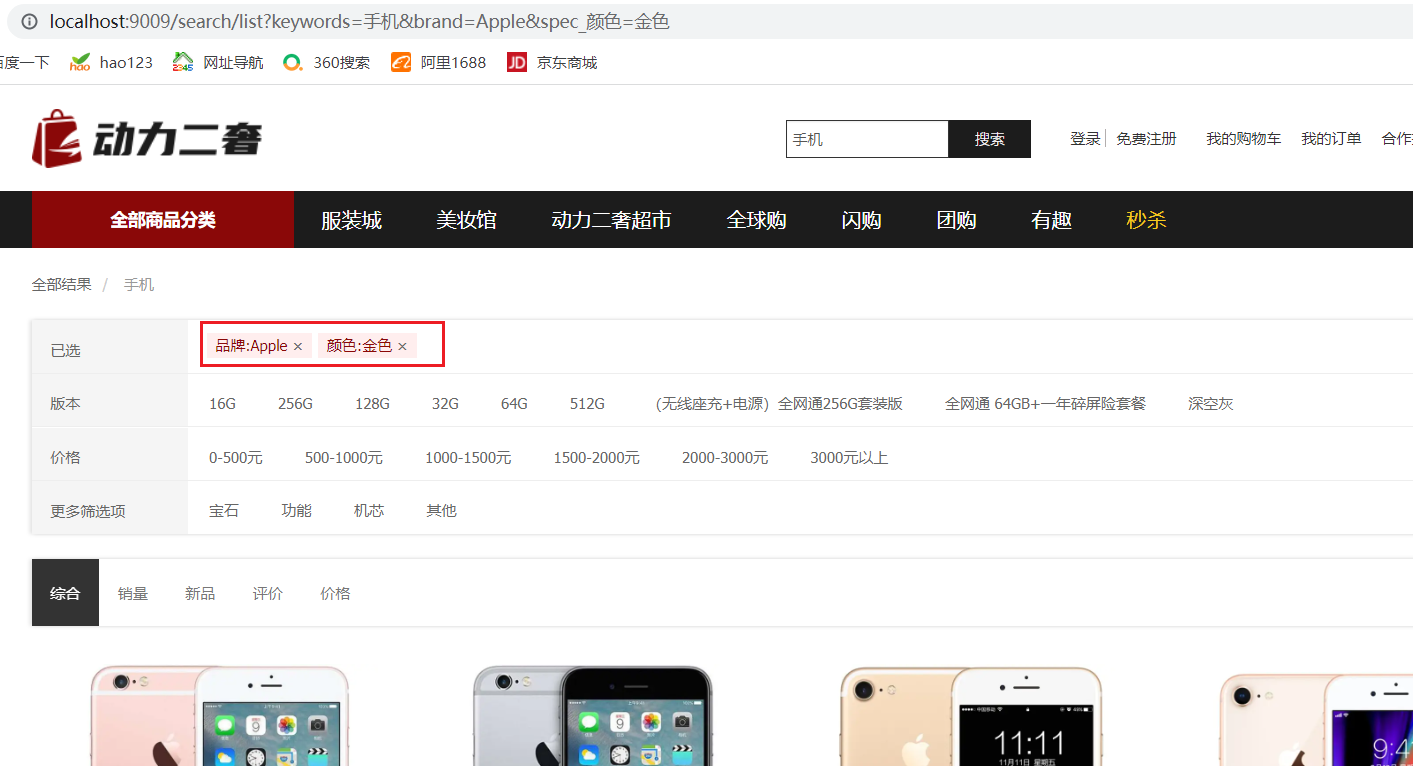 localhost:9009/search/list?keywords=手机&brand=Apple&spec_颜色=金色
百度一下 hao123 网址导航 360搜索 阿里1688 京东商城
动力二奢 手机 搜索 登录 免费注册 我的购物车 我的订单 合作
全部商品分类 服装城 美妆馆 动力二奢超市 全球购 闪购 团购 有趣 秒杀
全部结果 / 手机
已选 品牌:Apple × 颜色:金色 ×
版本 16G 256G 128G 32G 64G 512G (无线座充+电源）全网通256G套装版 全网通 64GB+一年碎屏险套餐 深空灰
价格 0-500元 500-1000元 1000-1500元 1500-2000元 2000-3000元 3000元以上
更多筛选项 宝石 功能 机芯 其他
综合 销量 新品 评价 价格
11:11
11月11日 星期五
9:4